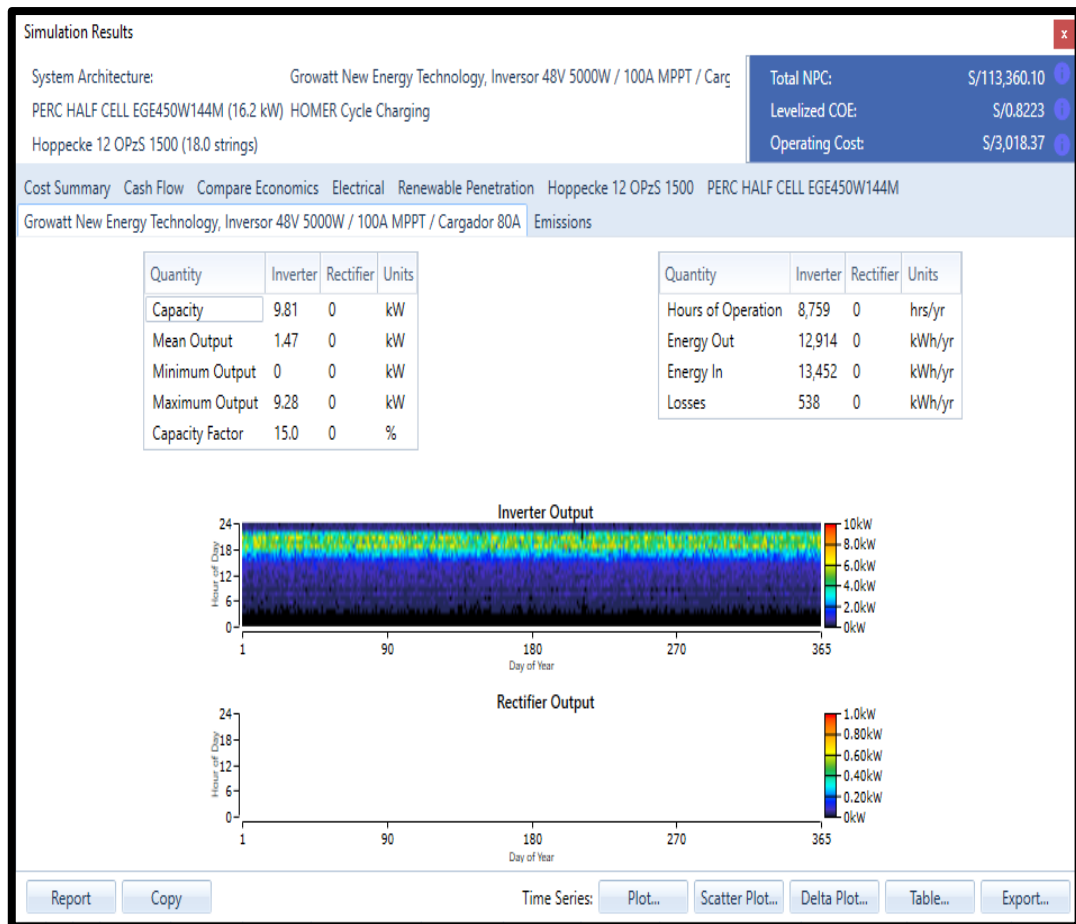 Simulation Results
x
System Architecture: Growatt New Energy Technology, Inversor 48V 5000W / 100A MPPT / Carg
PERC HALF CELL EGE450W144M (16.2 kW) HOMER Cycle Charging
Hoppecke 12 OPzS 1500 (18.0 strings)
Total NPC: S/113,360.10
Levelized COE: S/0.8223
Operating Cost: S/3,018.37
Cost Summary Cash Flow Compare Economics Electrical Renewable Penetration Hoppecke 12 OPzS 1500 PERC HALF CELL EGE450W144M
Growatt New Energy Technology, Inversor 48V 5000W / 100A MPPT / Cargador 80A Emissions
Quantity Inverter Rectifier Units
Capacity 9.81 0 kW
Mean Output 1.47 0 kW
Minimum Output 0 0 kW
Maximum Output 9.28 0 kW
Capacity Factor 15.0 0 %
Quantity Inverter Rectifier Units
Hours of Operation 8,759 0 hrs/yr
Energy Out 12,914 0 kWh/yr
Energy In 13,452 0 kWh/yr
Losses 538 0 kWh/yr
Inverter Output
Hour of Day
24
18
12
6
0
1 90 180 270 365
Day of Year
10kW
8.0kW
6.0kW
4.0kW
2.0kW
0kW
Rectifier Output
Hour of Day
24
18
12
6
0
1 90 180 270 365
Day of Year
1.0kW
0.80kW
0.60kW
0.40kW
0.20kW
0kW
Report Copy Time Series: Plot... Scatter Plot... Delta Plot... Table... Export...